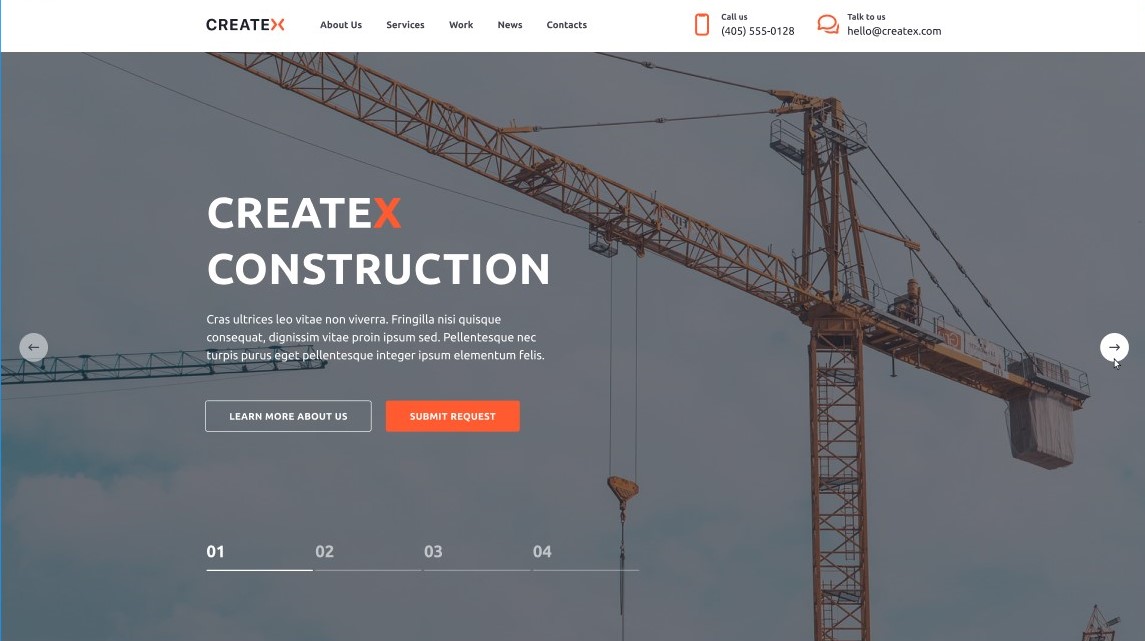 CREATEX
About Us
Services
Work
News
Contacts
Call us
(405) 555-0128
Talk to us
hello@createx.com
CREATEX
CONSTRUCTION
Cras ultrices leo vitae non viverra. Fringilla nisi quisque
consequat, dignissim vitae proin ipsum sed. Pellentesque nec
turpis purus eget pellentesque integer ipsum elementum felis.
LEARN MORE ABOUT US
SUBMIT REQUEST
01
02
03
04